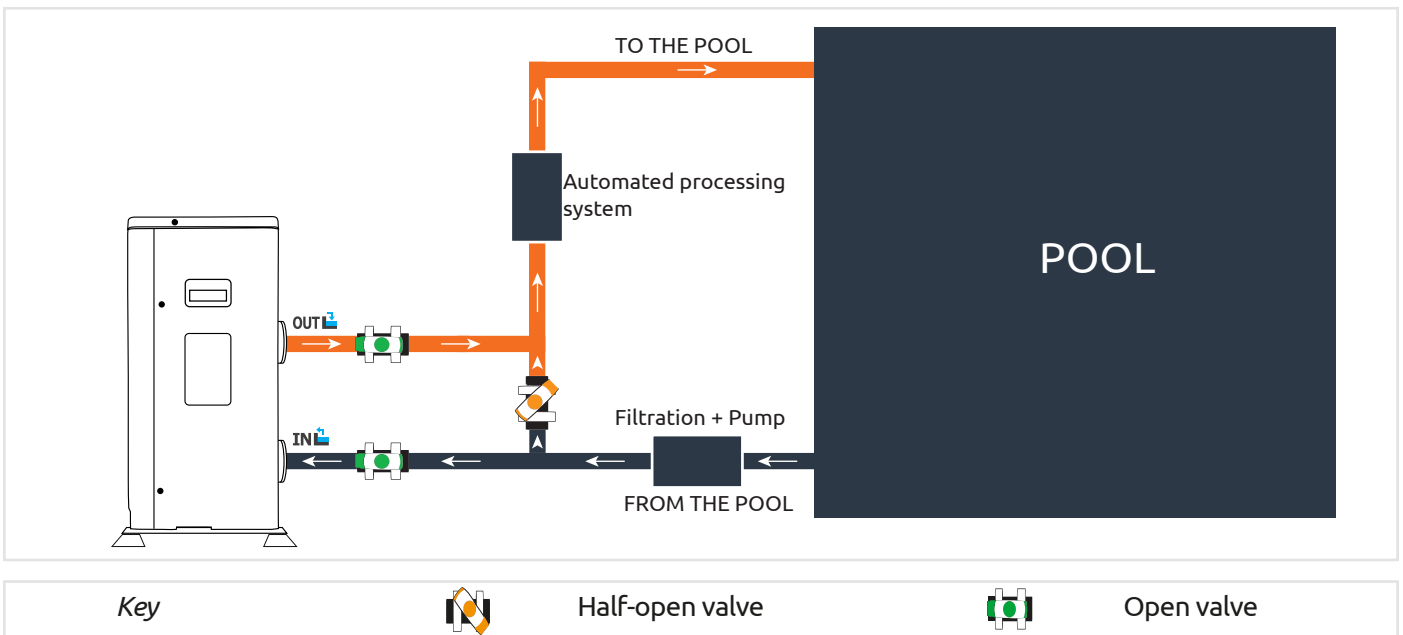 TO THE POOL
Automated processing
system
POOL
OUT
IN
Filtration + Pump
FROM THE POOL
Key
Half-open valve
Open valve